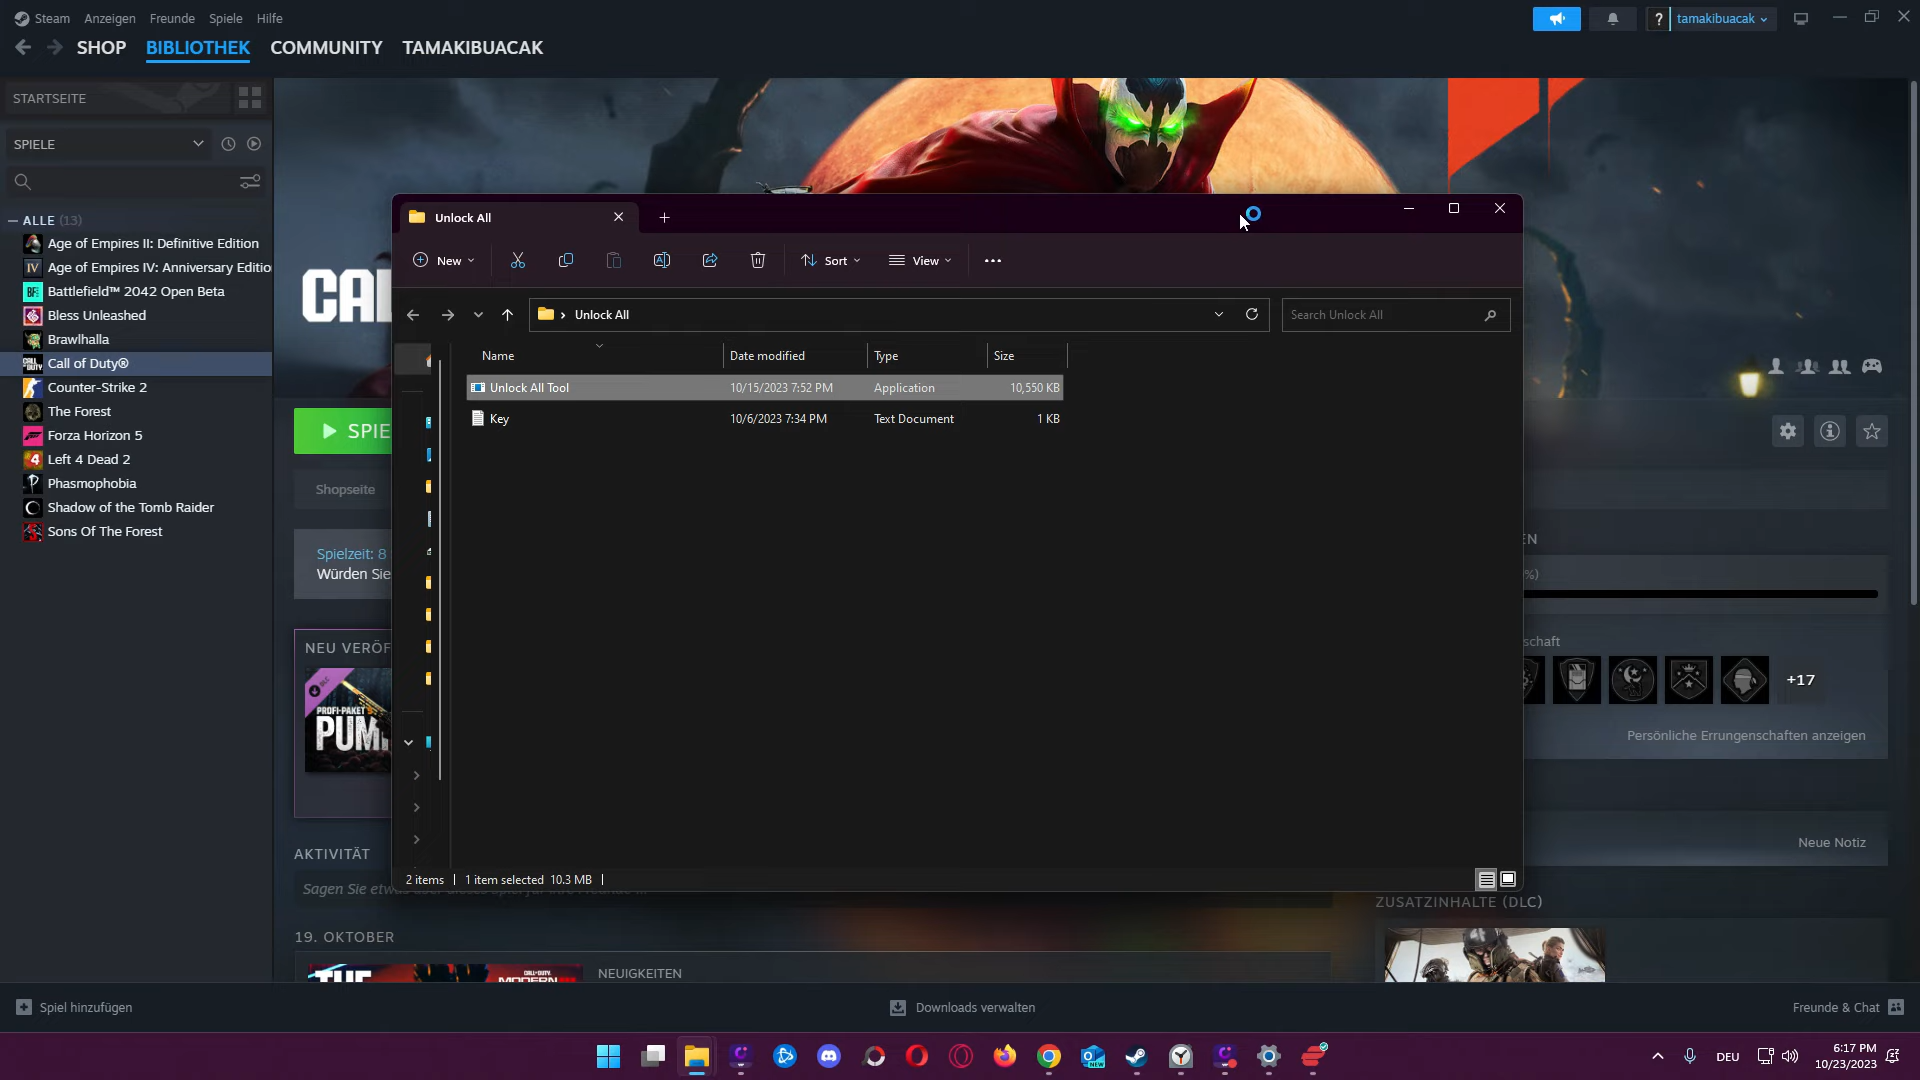 Steam Anzeigen Freunde Spiele Hilfe
? tamakibuacak
SHOP BIBLIOTHEK COMMUNITY TAMAKIBUACAK
STARTSEITE
SPIELE
ALLE (13)
Age of Empires II: Definitive Edition
Age of Empires IV: Anniversary Editio
Battlefield™ 2042 Open Beta
Bless Unleashed
Brawlhalla
Call of Duty®
Counter-Strike 2
The Forest
Forza Horizon 5
Left 4 Dead 2
Phasmophobia
Shadow of the Tomb Raider
Sons Of The Forest
CAL
SPIE
Shopseite
Spielzeit: 8
Würden Sie
NEU VERÖF
PROFI-PAKET
PUM
AKTIVITÄT
19. OKTOBER
NEUIGKEITEN
Unlock All
New Sort View
Unlock All
Search Unlock All
Name Date modified Type Size
Unlock All Tool 10/15/2023 7:52 PM Application 10,550 KB
Key 10/6/2023 7:34 PM Text Document 1 KB
2 items 1 item selected 10.3 MB
EN
%)
schaft
+17
Persönliche Errungenschaften anzeigen
Neue Notiz
ZUSATZINHALTE (DLC)
Spiel hinzufügen
Downloads verwalten
Freunde & Chat
DEU
6:17 PM
10/23/2023